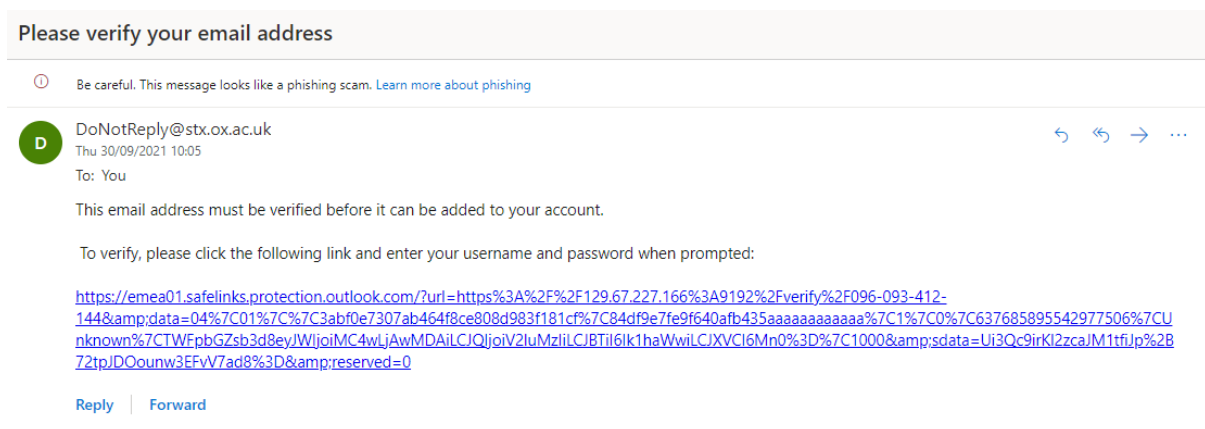 Please verify your email address
Be careful. This message looks like a phishing scam. Learn more about phishing
D
DoNotReply@stx.ox.ac.uk
Thu 30/09/2021 10:05
To: You
This email address must be verified before it can be added to your account.
To verify, please click the following link and enter your username and password when prompted:
https://emea01.safelinks.protection.outlook.com/?url=https%3A%2F%2F129.67.227.166%3A9192%2Fverify%2F096-093-412-
144&amp;data=04%7C01%7C%7C3abf0e7307ab464f8ce808d983f181cf%7C84df9e7fe9f640afb435aaaaaaaaaaaa%7C1%7C0%7C637685895542977506%7CU
nknown%7CTWFpbGZsb3d8eyJWIjoiMC4wLjAwMDAiLCJQIjoiV2luMzIiLCJBTiI6Ik1haWwiLCJXVCI6Mn0%3D%7C1000&amp;sdata=Ui3Qc9irKI2zcaJM1tfiJp%2B
72tpJDOounw3EFvV7ad8%3D&amp;reserved=0
Reply | Forward